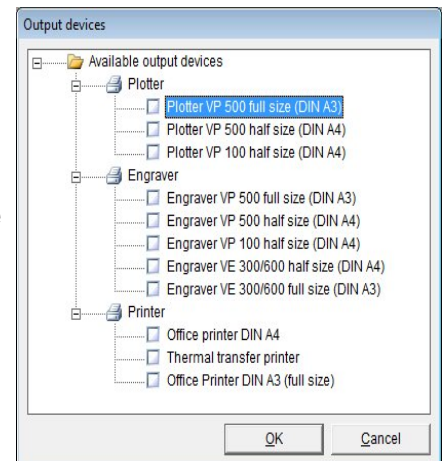 Output devices
Available output devices
Plotter
Plotter VP 500 full size (DIN A3)
Plotter VP 500 half size (DIN A4)
Plotter VP 100 half size (DIN A4)
Engraver
Engraver VP 500 full size (DIN A3)
Engraver VP 500 half size (DIN A4)
Engraver VP 100 half size (DIN A4)
Engraver VE 300/600 half size (DIN A4)
Engraver VE 300/600 full size (DIN A3)
Printer
Office printer DIN A4
Thermal transfer printer
Office Printer DIN A3 (full size)
OK Cancel